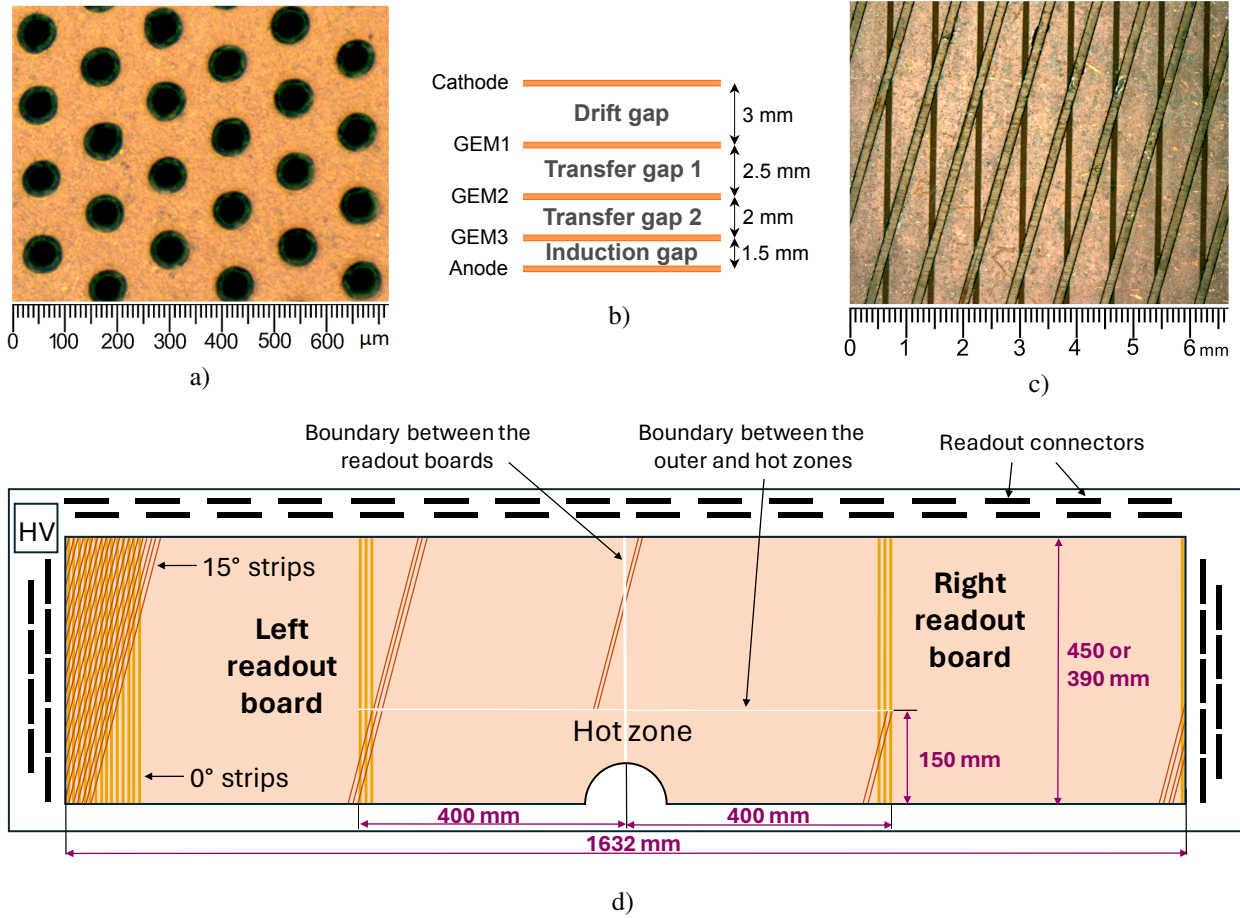 0 100 200 300 400 500 600 µm
a)
Cathode
Drift gap
3 mm
GEM1
Transfer gap 1
2.5 mm
GEM2
Transfer gap 2
2 mm
GEM3
Induction gap
1.5 mm
Anode
b)
0 1 2 3 4 5 6 mm
c)
Boundary between the
readout boards
Boundary between the
outer and hot zones
Readout connectors
HV
15° strips
Left
readout
board
Right
readout
board
450 or
390 mm
Hot zone
150 mm
0° strips
400 mm
400 mm
1632 mm
d)